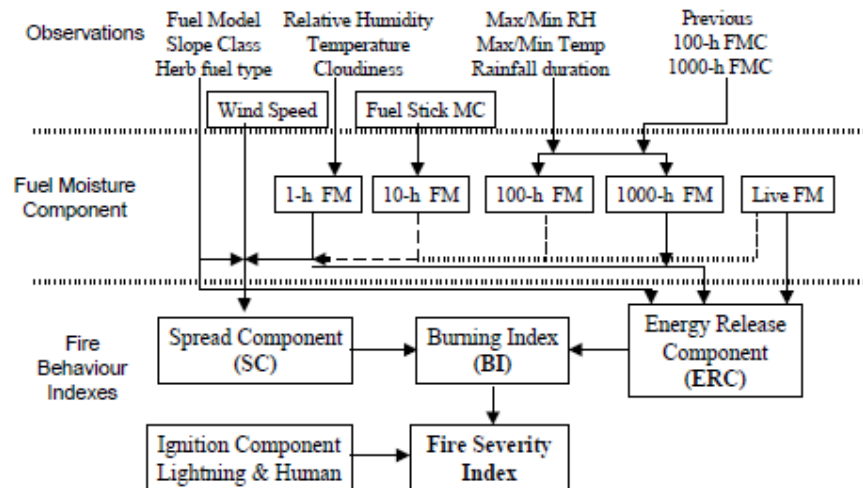 Observations
Fuel Model
Slope Class
Herb fuel type
Relative Humidity
Temperature
Cloudiness
Max/Min RH
Max/Min Temp
Rainfall duration
Previous
100-h FMC
1000-h FMC
Wind Speed
Fuel Stick MC
Fuel Moisture
Component
1-h FM
10-h FM
100-h FM
1000-h FM
Live FM
Fire
Behaviour
Indexes
Spread Component
(SC)
Burning Index
(BI)
Energy Release
Component
(ERC)
Ignition Component
Lightning & Human
Fire Severity
Index